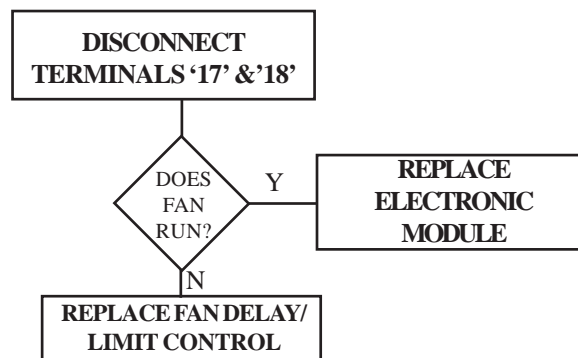 DISCONNECT
TERMINALS ‘17’ &’18’
DOES
FAN
RUN?
Y
REPLACE
ELECTRONIC
MODULE
N
REPLACE FAN DELAY/
LIMIT CONTROL